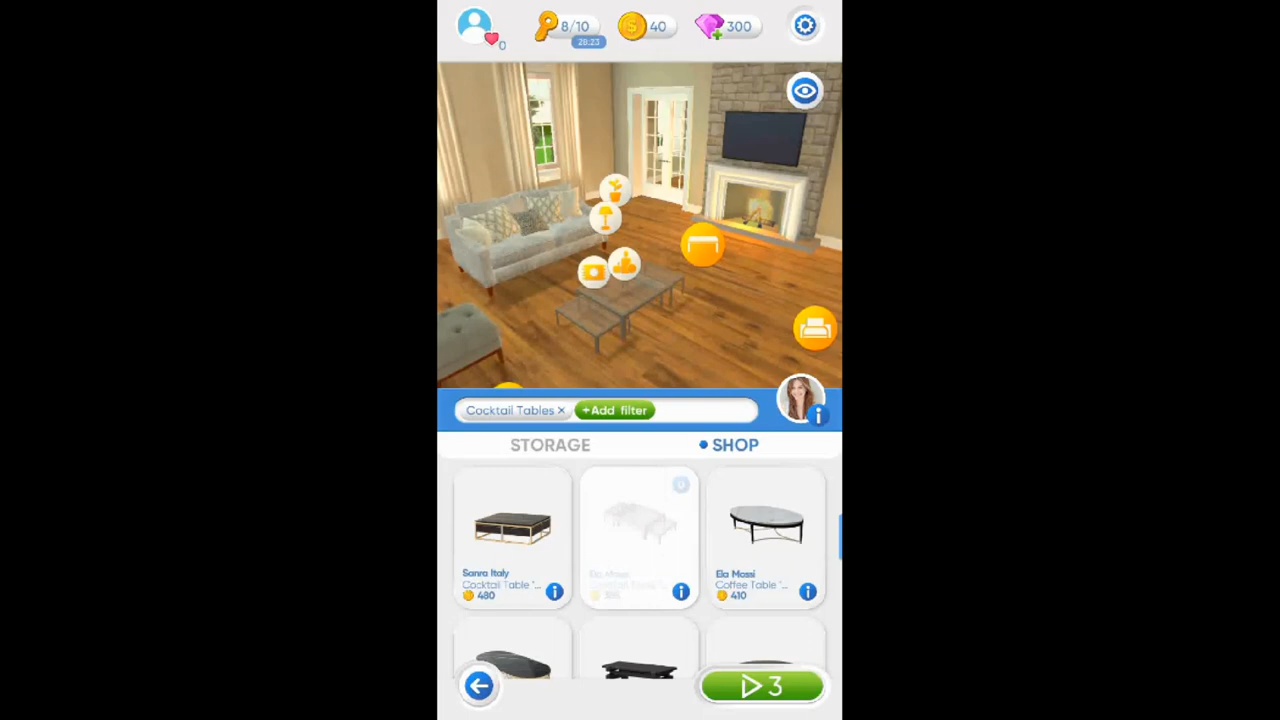 8/10
40
300
28:23
0
Cocktail Tables ×
+Add filter
STORAGE
SHOP
Sanra Italy
Cocktail Table "...
480
Ela Mossi
Coffee Table "...
410
3